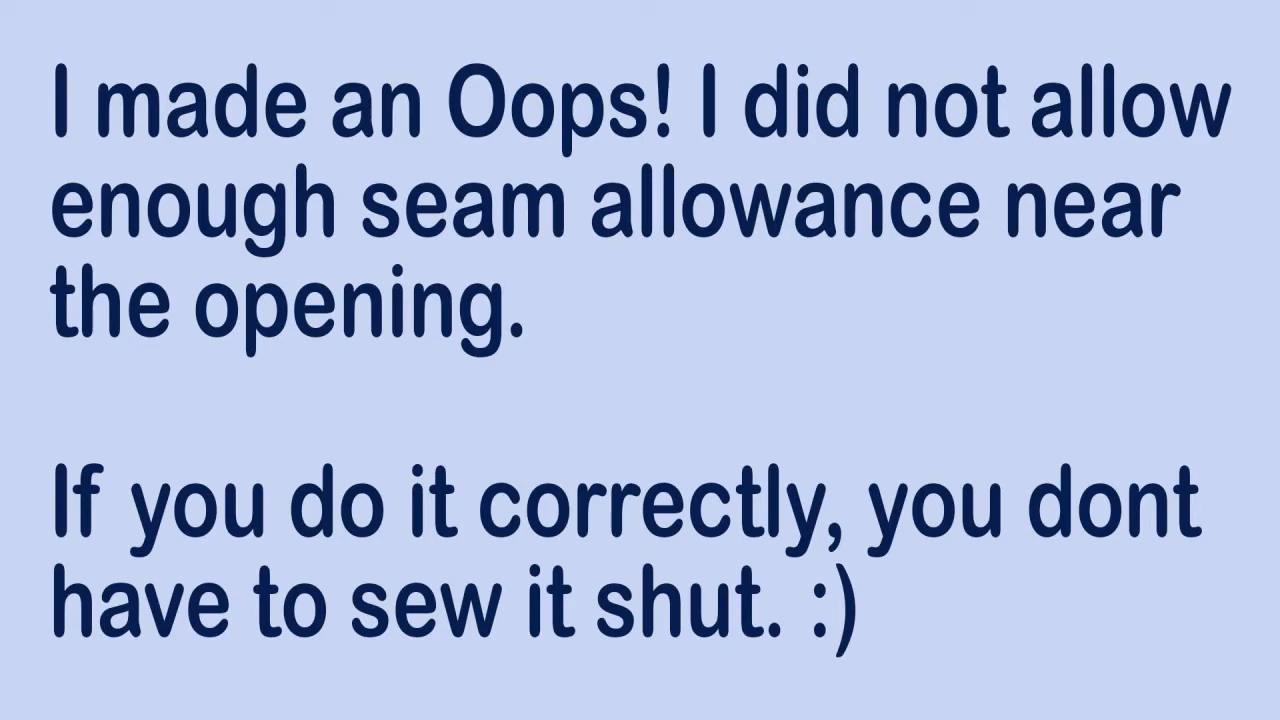 I made an Oops! I did not allow
enough seam allowance near
the opening.
If you do it correctly, you dont
have to sew it shut. :)